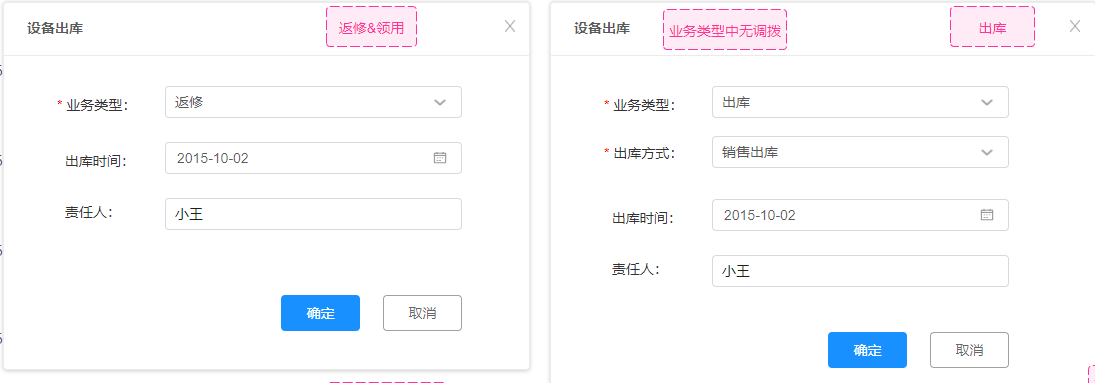 设备出库
返修&领用
* 业务类型：
返修
出库时间：
2015-10-02
责任人：
小王
确定
取消
设备出库
业务类型中无调拨
出库
* 业务类型：
出库
* 出库方式：
销售出库
出库时间：
2015-10-02
责任人：
小王
确定
取消